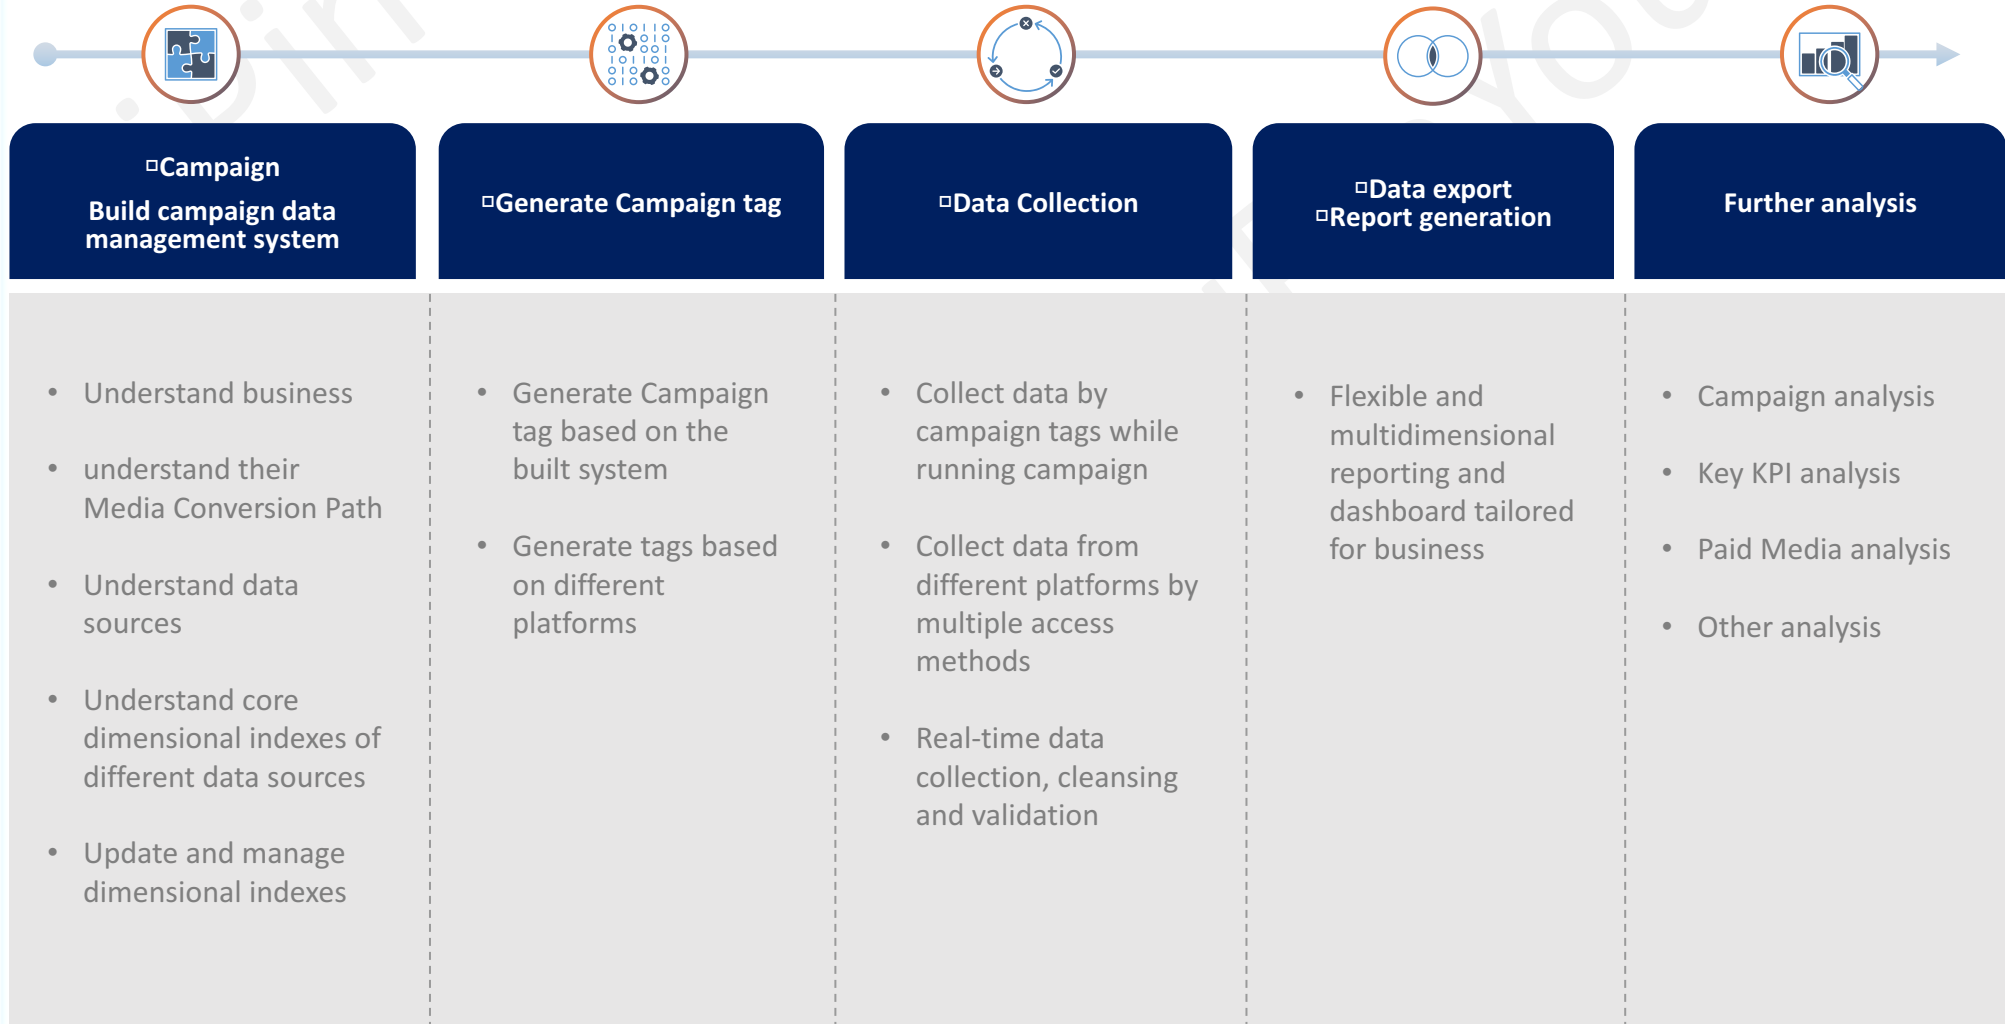 ▫Campaign
Build campaign data
management system
▫Generate Campaign tag
▫Data Collection
▫Data export
▫Report generation
Further analysis
• Understand business
• understand their
Media Conversion Path
• Understand data
sources
• Understand core
dimensional indexes of
different data sources
• Update and manage
dimensional indexes
• Generate Campaign
tag based on the
built system
• Generate tags based
on different
platforms
• Collect data by
campaign tags while
running campaign
• Collect data from
different platforms by
multiple access
methods
• Real-time data
collection, cleansing
and validation
• Flexible and
multidimensional
reporting and
dashboard tailored
for business
• Campaign analysis
• Key KPI analysis
• Paid Media analysis
• Other analysis